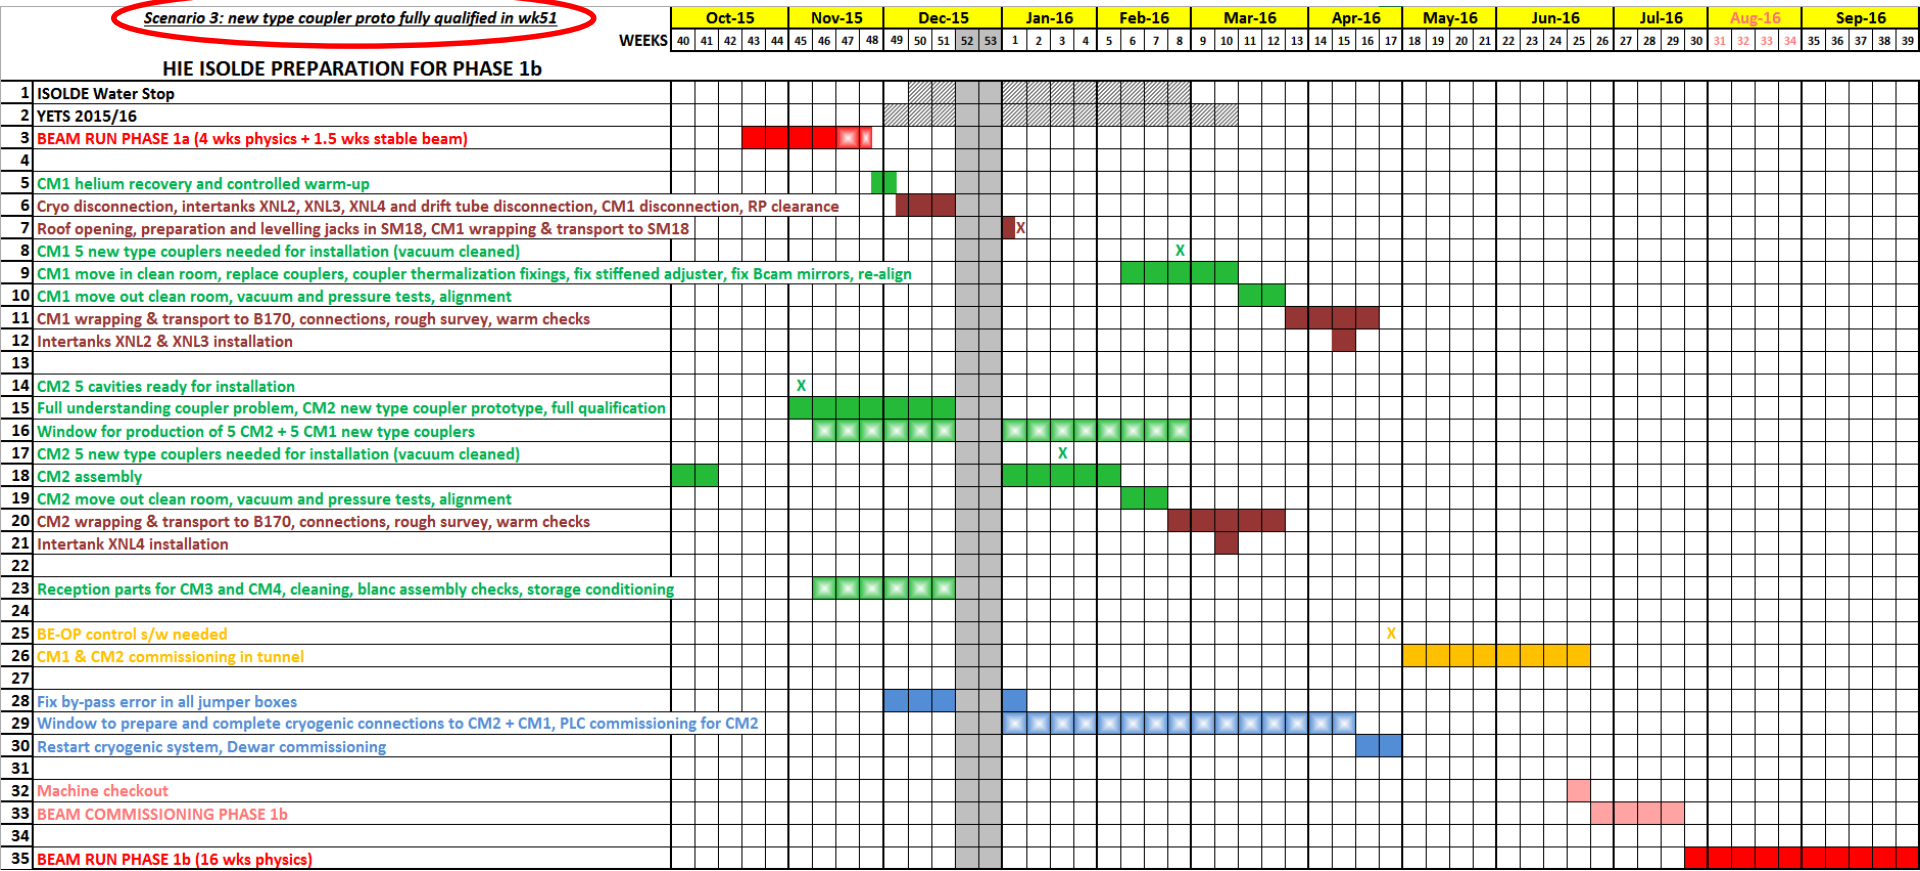 Scenario 3: new type coupler proto fully qualified in wk51
Oct-15 Nov-15 Dec-15 Jan-16 Feb-16 Mar-16 Apr-16 May-16 Jun-16 Jul-16 Aug-16 Sep-16
WEEKS 40 41 42 43 44 45 46 47 48 49 50 51 52 53 1 2 3 4 5 6 7 8 9 10 11 12 13 14 15 16 17 18 19 20 21 22 23 24 25 26 27 28 29 30 31 32 33 34 35 36 37 38 39
HIE ISOLDE PREPARATION FOR PHASE 1b
1 ISOLDE Water Stop
2 YETS 2015/16
3 BEAM RUN PHASE 1a (4 wks physics + 1.5 wks stable beam)
4
5 CM1 helium recovery and controlled warm-up
6 Cryo disconnection, intertanks XNL2, XNL3, XNL4 and drift tube disconnection, CM1 disconnection, RP clearance
7 Roof opening, preparation and levelling jacks in SM18, CM1 wrapping & transport to SM18 X
8 CM1 5 new type couplers needed for installation (vacuum cleaned) X
9 CM1 move in clean room, replace couplers, coupler thermalization fixings, fix stiffened adjuster, fix Bcam mirrors, re-align
10 CM1 move out clean room, vacuum and pressure tests, alignment
11 CM1 wrapping & transport to B170, connections, rough survey, warm checks
12 Intertanks XNL2 & XNL3 installation
13
14 CM2 5 cavities ready for installation X
15 Full understanding coupler problem, CM2 new type coupler prototype, full qualification
16 Window for production of 5 CM2 + 5 CM1 new type couplers
17 CM2 5 new type couplers needed for installation (vacuum cleaned) X
18 CM2 assembly
19 CM2 move out clean room, vacuum and pressure tests, alignment
20 CM2 wrapping & transport to B170, connections, rough survey, warm checks
21 Intertank XNL4 installation
22
23 Reception parts for CM3 and CM4, cleaning, blanc assembly checks, storage conditioning
24
25 BE-OP control s/w needed X
26 CM1 & CM2 commissioning in tunnel
27
28 Fix by-pass error in all jumper boxes
29 Window to prepare and complete cryogenic connections to CM2 + CM1, PLC commissioning for CM2
30 Restart cryogenic system, Dewar commissioning
31
32 Machine checkout
33 BEAM COMMISSIONING PHASE 1b
34
35 BEAM RUN PHASE 1b (16 wks physics)